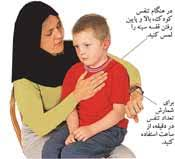 در هنگام تنفس
کودک، بالا و پایین
رفتن قفسه سینه را
لمس کنید.
برای
شمارش
تعداد تنفس
در دقیقه، از
ساعت استفاده
کنید